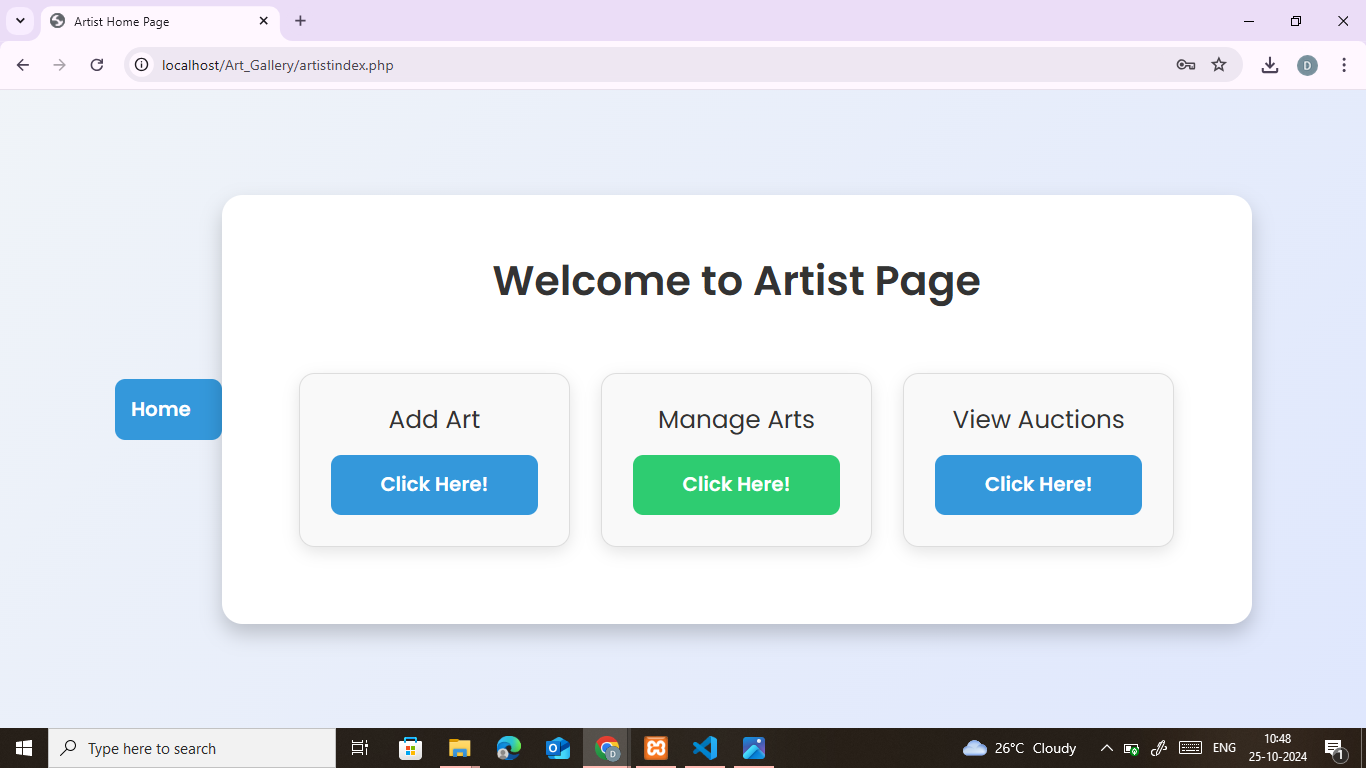 Artist Home Page
localhost/Art_Gallery/artistindex.php
D
Welcome to Artist Page
Home
Add Art
Manage Arts
View Auctions
Click Here!
Click Here!
Click Here!
Type here to search
D
26°C Cloudy
ENG
10:48
25-10-2024
1